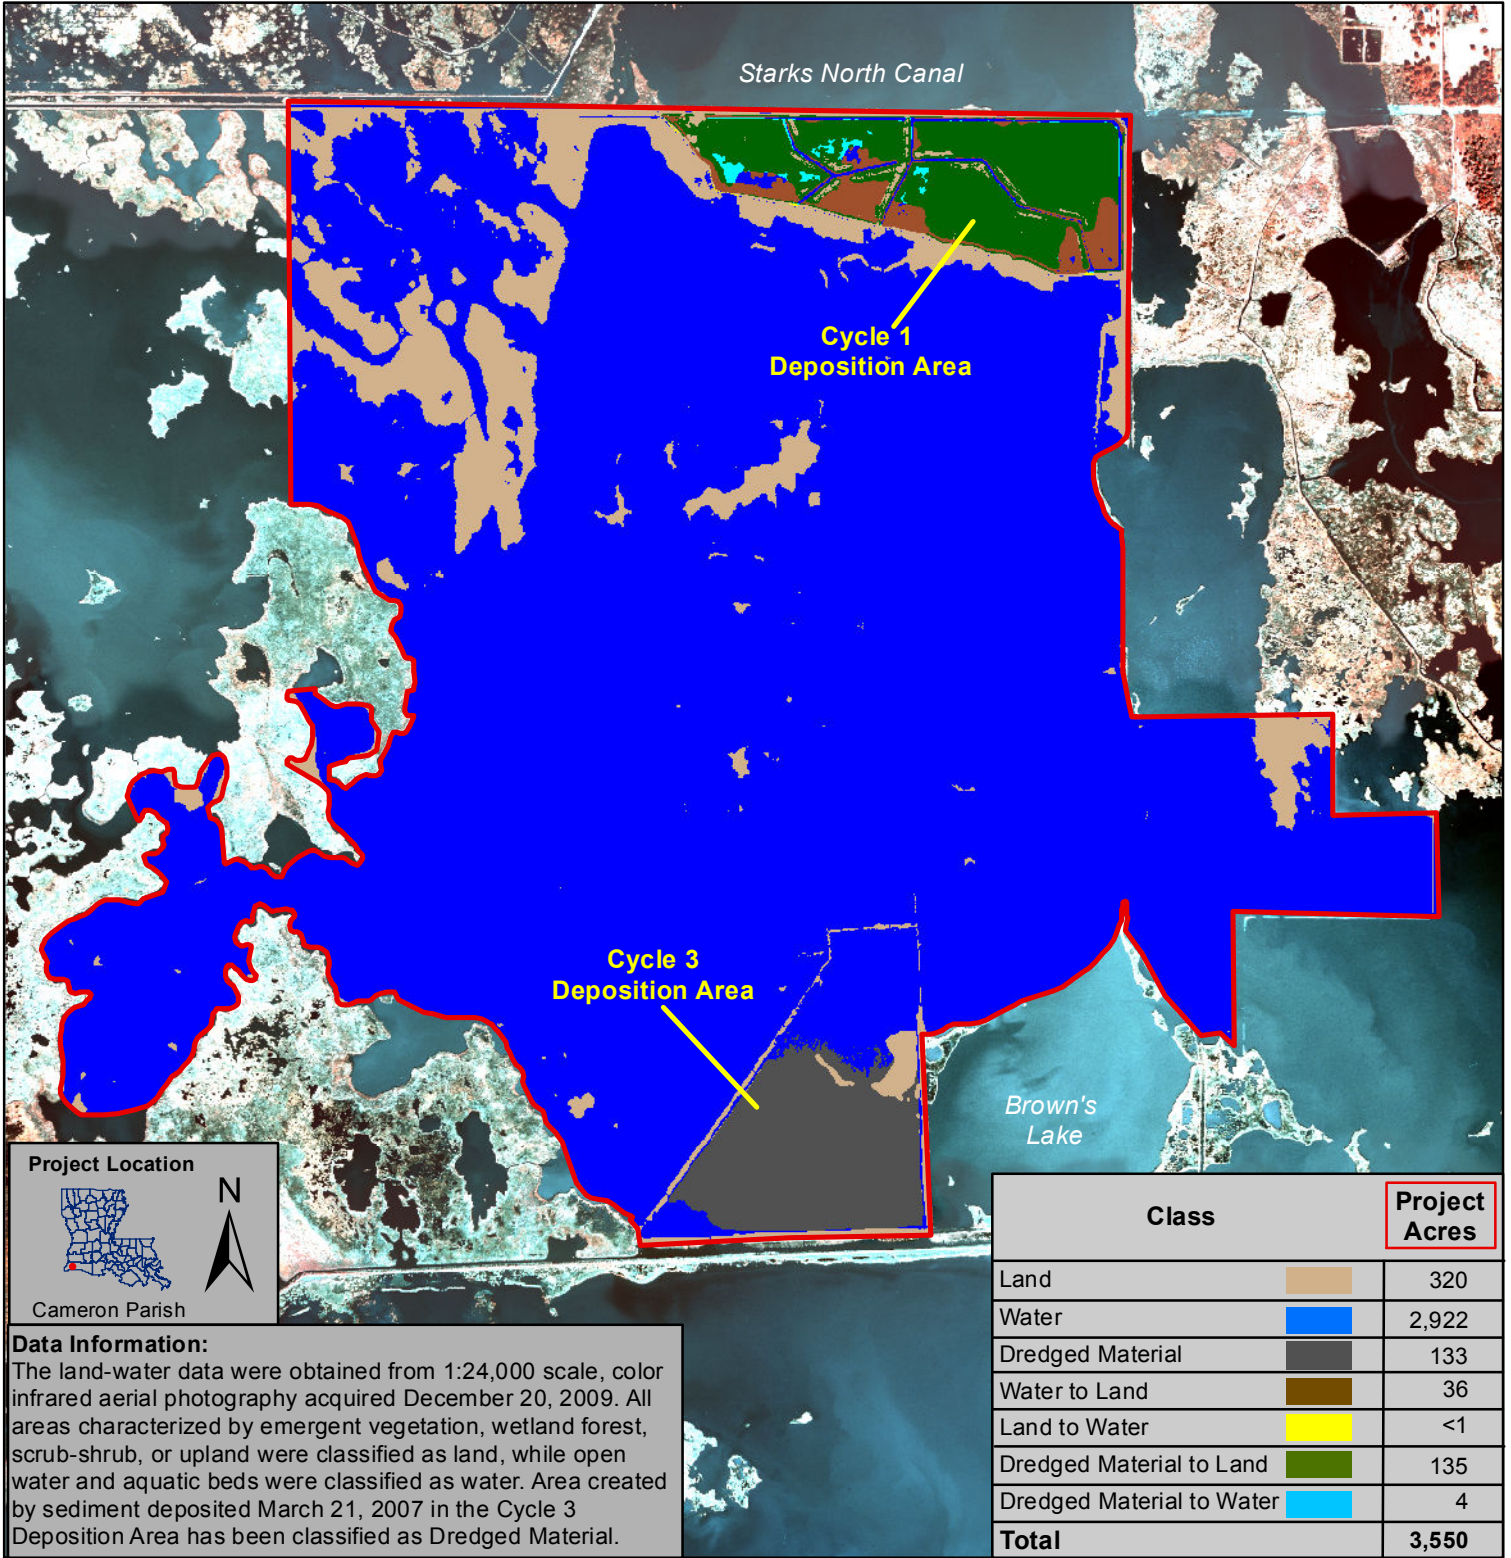 Starks North Canal
Cycle 1
Deposition Area
Cycle 3
Deposition Area
Brown's
Lake
Project Location
N
Cameron Parish
Data Information:
The land-water data were obtained from 1:24,000 scale, color
infrared aerial photography acquired December 20, 2009. All
areas characterized by emergent vegetation, wetland forest,
scrub-shrub, or upland were classified as land, while open
water and aquatic beds were classified as water. Area created
by sediment deposited March 21, 2007 in the Cycle 3
Deposition Area has been classified as Dredged Material.
Class Project
Acres
Land 320
Water 2,922
Dredged Material 133
Water to Land 36
Land to Water <1
Dredged Material to Land 135
Dredged Material to Water 4
Total 3,550